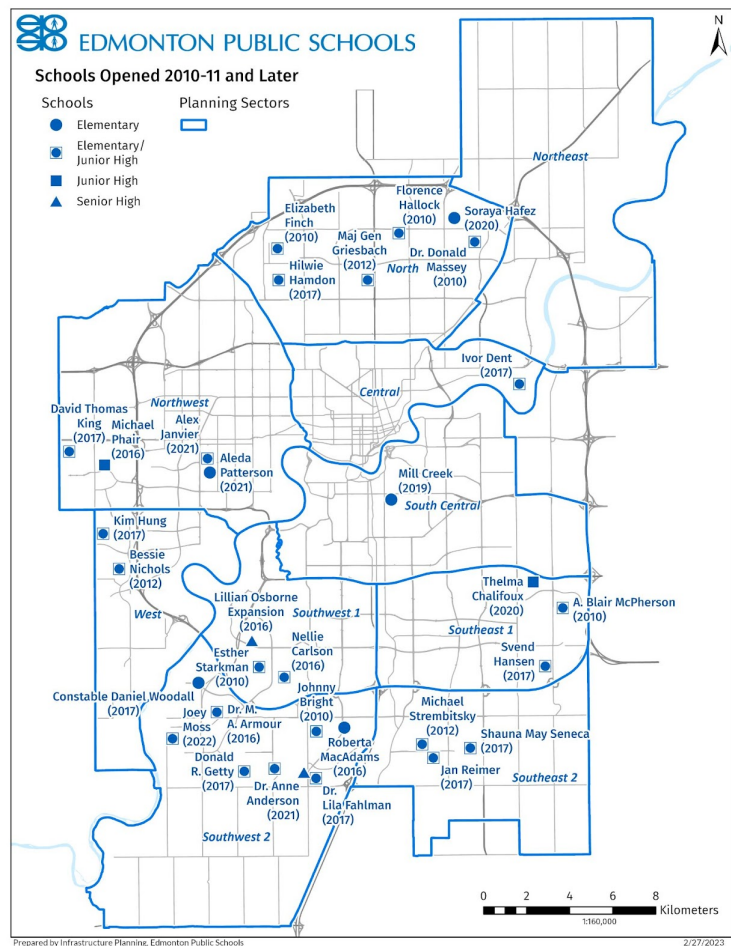 EDMONTON PUBLIC SCHOOLS
N
Schools Opened 2010-11 and Later
Schools
Planning Sectors
Elementary
Elementary/
Junior High
Junior High
Senior High
Northeast
Elizabeth
Finch
(2010)
Florence
Hallock
(2010)
Soraya Hafez
(2020)
Maj Gen
Griesbach
(2012)
Hilwie
Hamdon
(2017)
North
Dr. Donald
Massey
(2010)
Ivor Dent
(2017)
Central
Northwest
David Thomas
King
(2017)
Michael
Phair
(2016)
Alex
Janvier
(2021)
Aleda
Patterson
(2021)
Mill Creek
(2019)
South Central
Kim Hung
(2017)
Bessie
Nichols
(2012)
West
Thelma
Chalifoux
(2020)
A. Blair McPherson
(2010)
Lillian Osborne
Expansion
(2016)
Southwest 1
Southeast 1
Esther
Starkman
(2010)
Nellie
Carlson
(2016)
Svend
Hansen
(2017)
Constable Daniel Woodall
(2017)
Johnny
Bright
(2010)
Joey
Moss
(2022)
Dr. M.
A. Armour
(2016)
Roberta
MacAdams
(2016)
Michael
Strembitsky
(2012)
Shauna May Seneca
(2017)
Jan Reimer
(2017)
Southeast 2
Donald
R. Getty
(2017)
Dr. Anne
Anderson
(2021)
Dr.
Lila Fahlman
(2017)
Southwest 2
0 2 4 6 8
Kilometers
1:160,000
Prepared by Infrastructure Planning, Edmonton Public Schools
2/27/2023